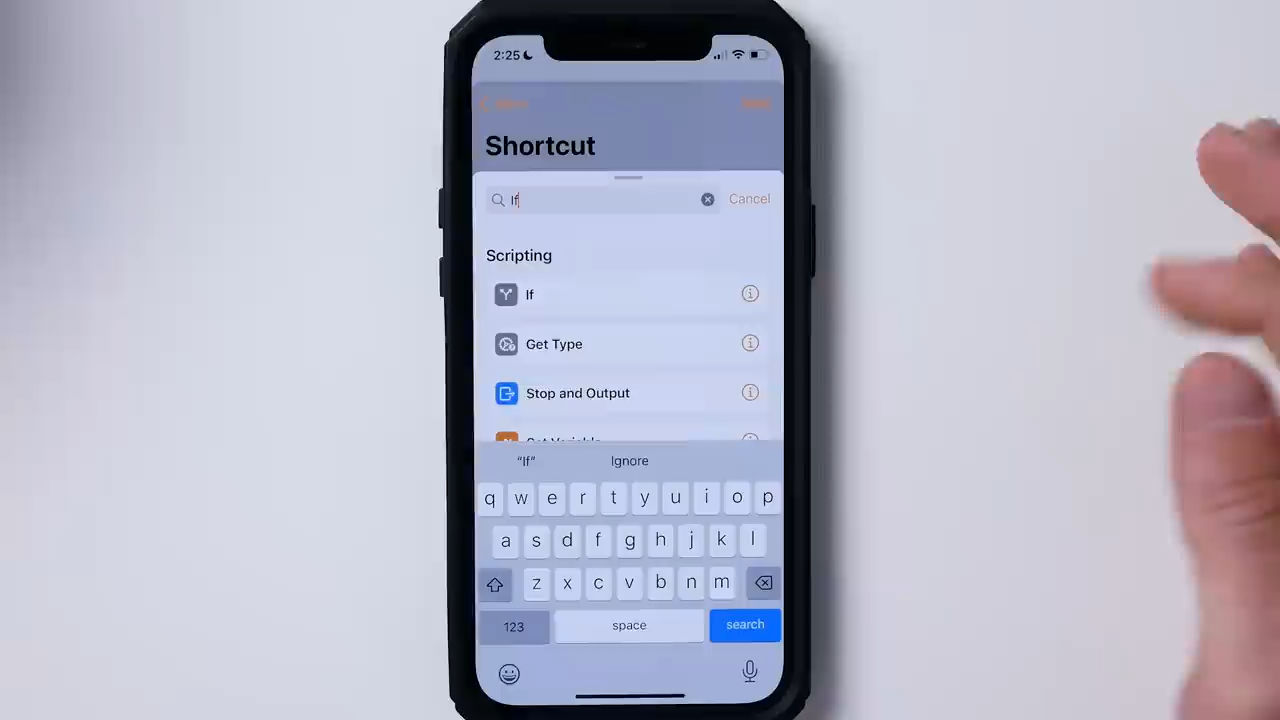 2:25
Shortcut
If
Cancel
Scripting
If
Get Type
Stop and Output
"If"
Ignore
q w e r t y u i o p
a s d f g h j k l
z x c v b n m
123
space
search